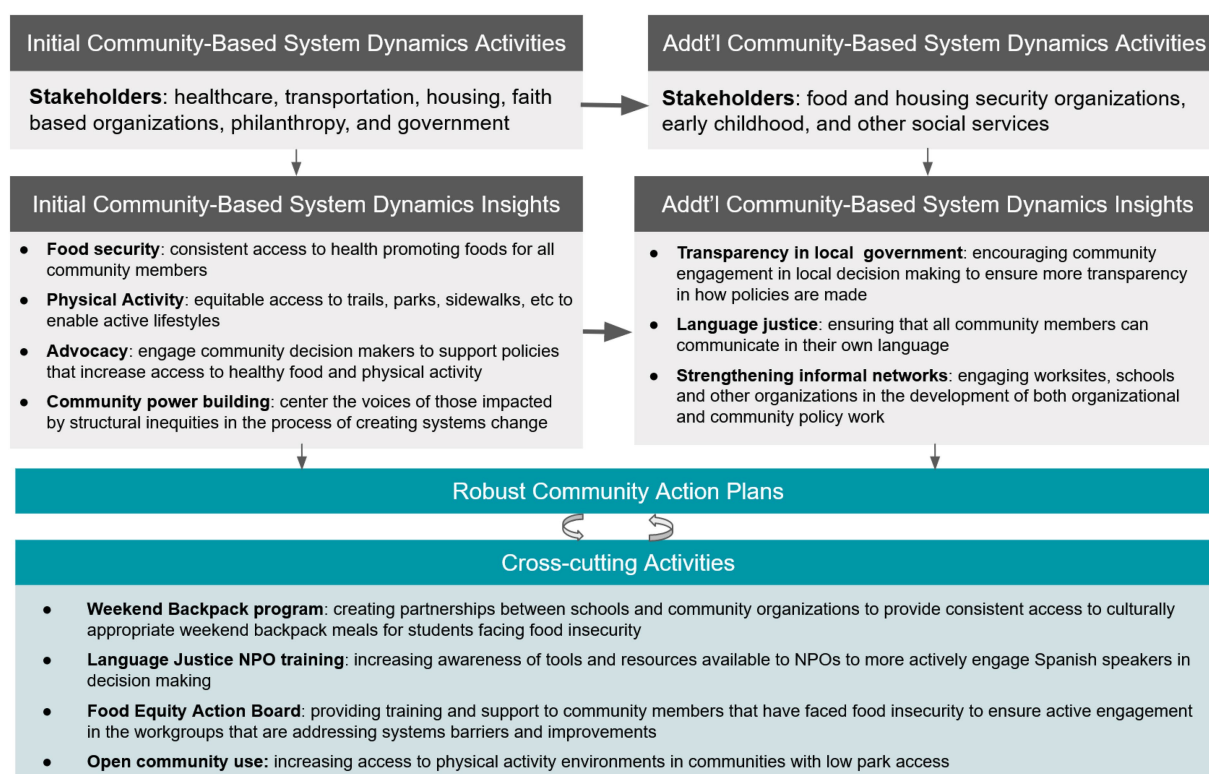 Initial Community-Based System Dynamics Activities
Stakeholders: healthcare, transportation, housing, faith
based organizations, philanthropy, and government
Addt'l Community-Based System Dynamics Activities
Stakeholders: food and housing security organizations,
early childhood, and other social services
Initial Community-Based System Dynamics Insights
● Food security: consistent access to health promoting foods for all
community members
● Physical Activity: equitable access to trails, parks, sidewalks, etc to
enable active lifestyles
● Advocacy: engage community decision makers to support policies
that increase access to healthy food and physical activity
● Community power building: center the voices of those impacted
by structural inequities in the process of creating systems change
Addt'l Community-Based System Dynamics Insights
● Transparency in local government: encouraging community
engagement in local decision making to ensure more transparency
in how policies are made
● Language justice: ensuring that all community members can
communicate in their own language
● Strengthening informal networks: engaging worksites, schools
and other organizations in the development of both organizational
and community policy work
Robust Community Action Plans
Cross-cutting Activities
● Weekend Backpack program: creating partnerships between schools and community organizations to provide consistent access to culturally
appropriate weekend backpack meals for students facing food insecurity
● Language Justice NPO training: increasing awareness of tools and resources available to NPOs to more actively engage Spanish speakers in
decision making
● Food Equity Action Board: providing training and support to community members that have faced food insecurity to ensure active engagement
in the workgroups that are addressing systems barriers and improvements
● Open community use: increasing access to physical activity environments in communities with low park access